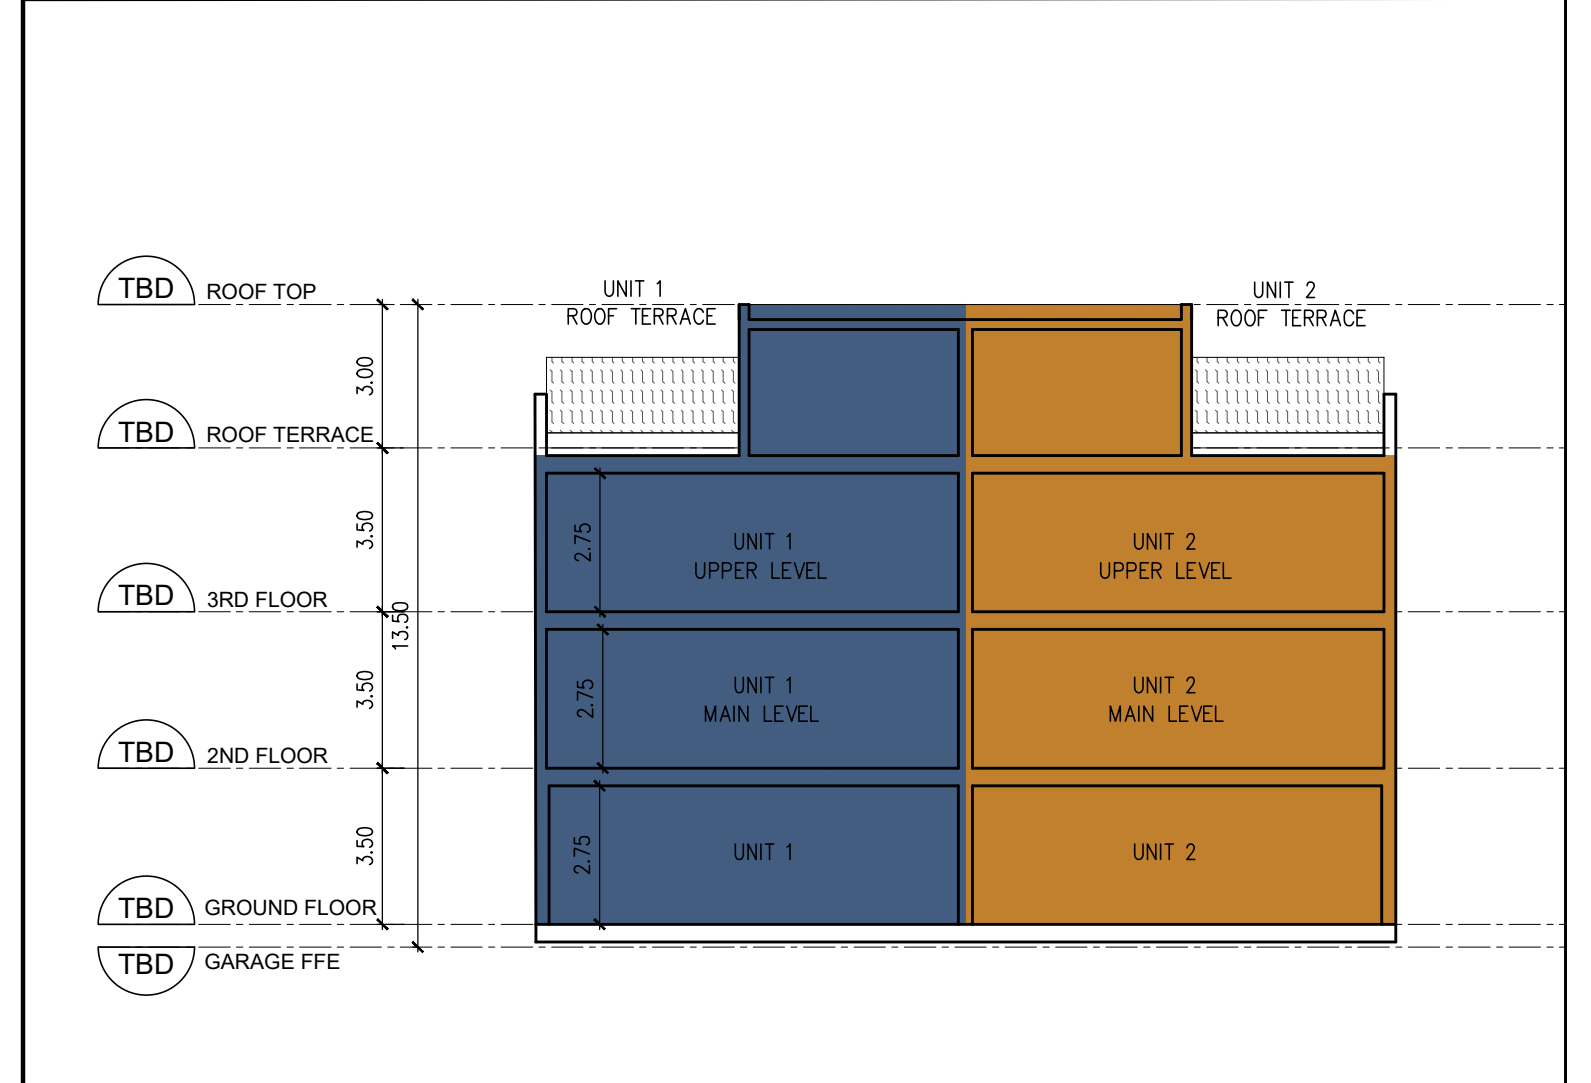 TBD ROOF TOP
UNIT 1
ROOF TERRACE
UNIT 2
ROOF TERRACE
3.00
TBD ROOF TERRACE
3.50
2.75
UNIT 1
UPPER LEVEL
UNIT 2
UPPER LEVEL
TBD 3RD FLOOR
13.50
3.50
2.75
UNIT 1
MAIN LEVEL
UNIT 2
MAIN LEVEL
TBD 2ND FLOOR
3.50
2.75
UNIT 1
UNIT 2
TBD GROUND FLOOR
TBD GARAGE FFE